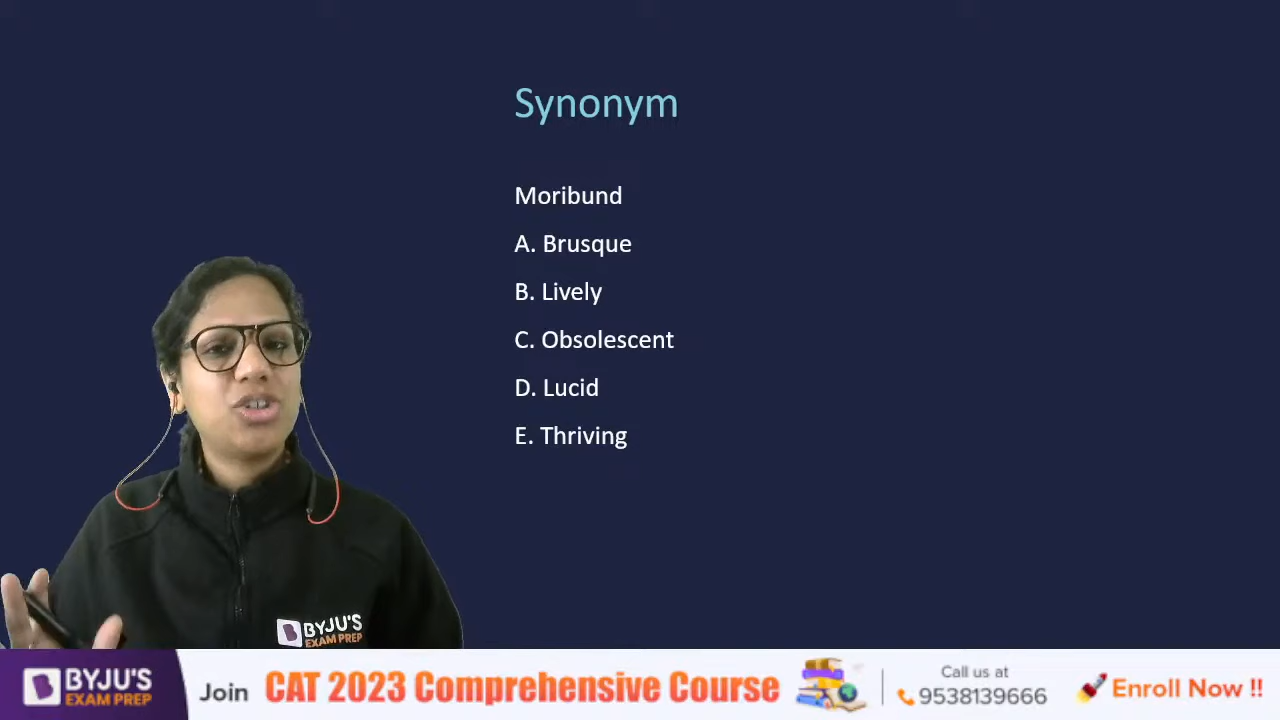 Synonym
Moribund
A. Brusque
B. Lively
C. Obsolescent
D. Lucid
E. Thriving
BYJU'S
EXAM PREP
BYJU'S
EXAM PREP
Join CAT 2023 Comprehensive Course
Call us at
9538139666
Enroll Now !!